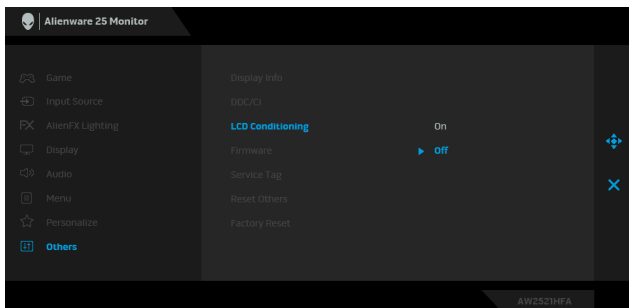 Alienware 25 Monitor
Game
Display Info
Input Source
DDC/CI
FX AlienFX Lighting
LCD Conditioning On
Display
Firmware Off
Audio
Service Tag
Menu
Reset Others
Personalize
Factory Reset
Others
AW2521HFA